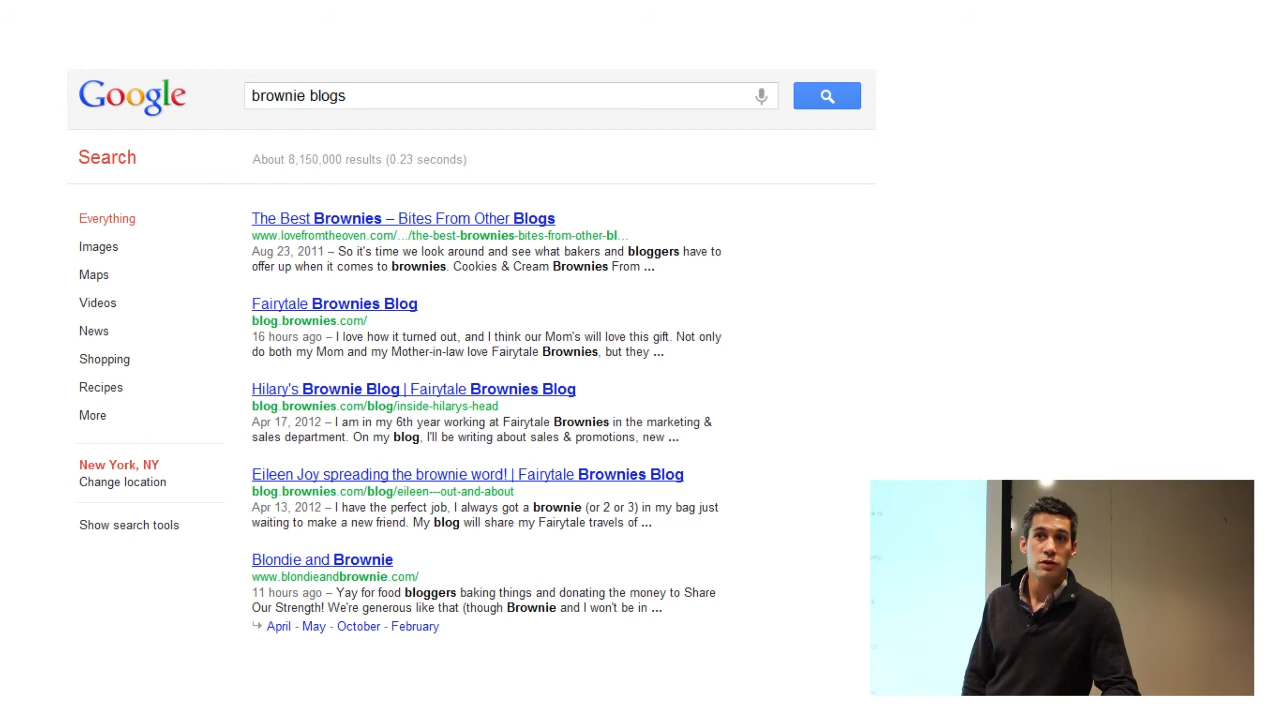 Google
brownie blogs
Search
About 8,150,000 results (0.23 seconds)
Everything
Images
Maps
Videos
News
Shopping
Recipes
More
New York, NY
Change location
Show search tools
The Best Brownies – Bites From Other Blogs
www.lovefromtheoven.com/…/the-best-brownies-bites-from-other-bl…
Aug 23, 2011 – So it's time we look around and see what bakers and bloggers have to
offer up when it comes to brownies. Cookies & Cream Brownies From ...
Fairytale Brownies Blog
blog.brownies.com/
16 hours ago – I love how it turned out, and I think our Mom's will love this gift. Not only
do both my Mom and my Mother-in-law love Fairytale Brownies, but they ...
Hilary's Brownie Blog | Fairytale Brownies Blog
blog.brownies.com/blog/inside-hilarys-head
Apr 17, 2012 – I am in my 6th year working at Fairytale Brownies in the marketing &
sales department. On my blog, I'll be writing about sales & promotions, new ...
Eileen Joy spreading the brownie word! | Fairytale Brownies Blog
blog.brownies.com/blog/eileen---out-and-about
Apr 13, 2012 – I have the perfect job, I always got a brownie (or 2 or 3) in my bag just
waiting to make a new friend. My blog will share my Fairytale travels of ...
Blondie and Brownie
www.blondieandbrownie.com/
11 hours ago – Yay for food bloggers baking things and donating the money to Share
Our Strength! We're generous like that (though Brownie and I won't be in ...
April - May - October - February